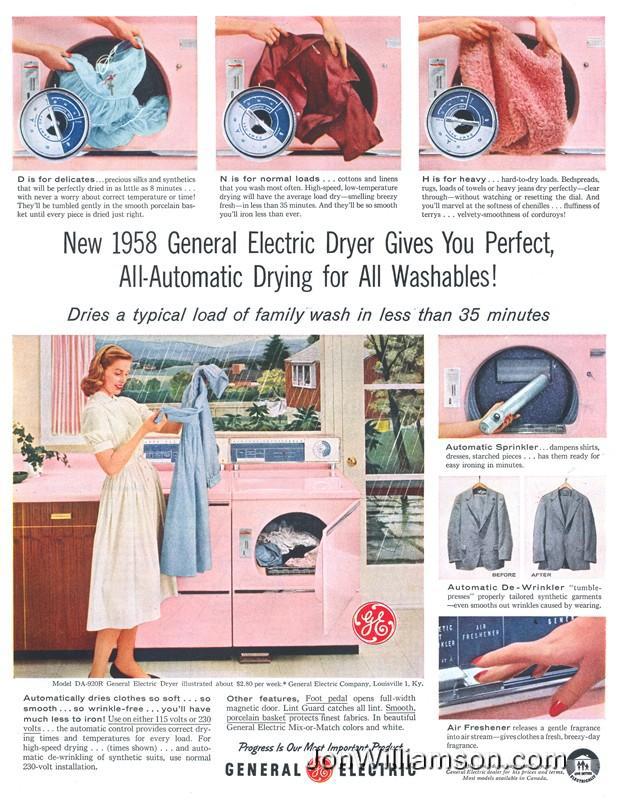 D is for delicates...precious silks and synthetics
that will be perfectly dried in as little as 8 minutes . . .
with never a worry about correct temperature or time!
They'll be tumbled gently in the smooth porcelain bas-
ket until every piece is dried just right.
N is for normal loads . . . cottons and linens
that you wash most often. High-speed, low-temperature
drying will have the average load dry—smelling breezy
fresh—in less than 35 minutes. And they'll be so smooth
you'll iron less than ever.
H is for heavy . . . hard-to-dry loads. Bedspreads,
rugs, loads of towels or heavy jeans dry perfectly—clear
through—without watching or resetting the dial. And
you'll marvel at the softness of chenilles . . . fluffiness of
terrys . . . velvety-smoothness of corduroys!
New 1958 General Electric Dryer Gives You Perfect,
All-Automatic Drying for All Washables!
Dries a typical load of family wash in less than 35 minutes
GE
Model DA-920R General Electric Dryer illustrated about $2.80 per week.* General Electric Company, Louisville 1, Ky.
Automatic Sprinkler...dampens shirts,
dresses, starched pieces . . . has them ready for
easy ironing in minutes.
BEFORE AFTER
Automatic De-Wrinkler "tumble-
presses" properly tailored synthetic garments
—even smooths out wrinkles caused by wearing.
AIR
FRESHENER
Air Freshener releases a gentle fragrance
into air stream—gives clothes a fresh, breezy-day
fragrance.
Automatically dries clothes so soft . . . so
smooth . . . so wrinkle-free . . . you'll have
much less to iron! Use on either 115 volts or 230
volts . . . the automatic control provides correct dry-
ing times and temperatures for every load. For
high-speed drying . . . (times shown) . . . and auto-
matic de-wrinkling of synthetic suits, use normal
230-volt installation.
Other features, Foot pedal opens full-width
magnetic door. Lint Guard catches all lint. Smooth,
porcelain basket protects finest fabrics. In beautiful
General Electric Mix-or-Match colors and white.
Progress Is Our Most Important Product
GENERAL GE ELECTRIC
JonWilliamson.com
General Electric dealer for his prices and terms.
Most models available in Canada.
LIVE BETTER
ELECTRICALLY